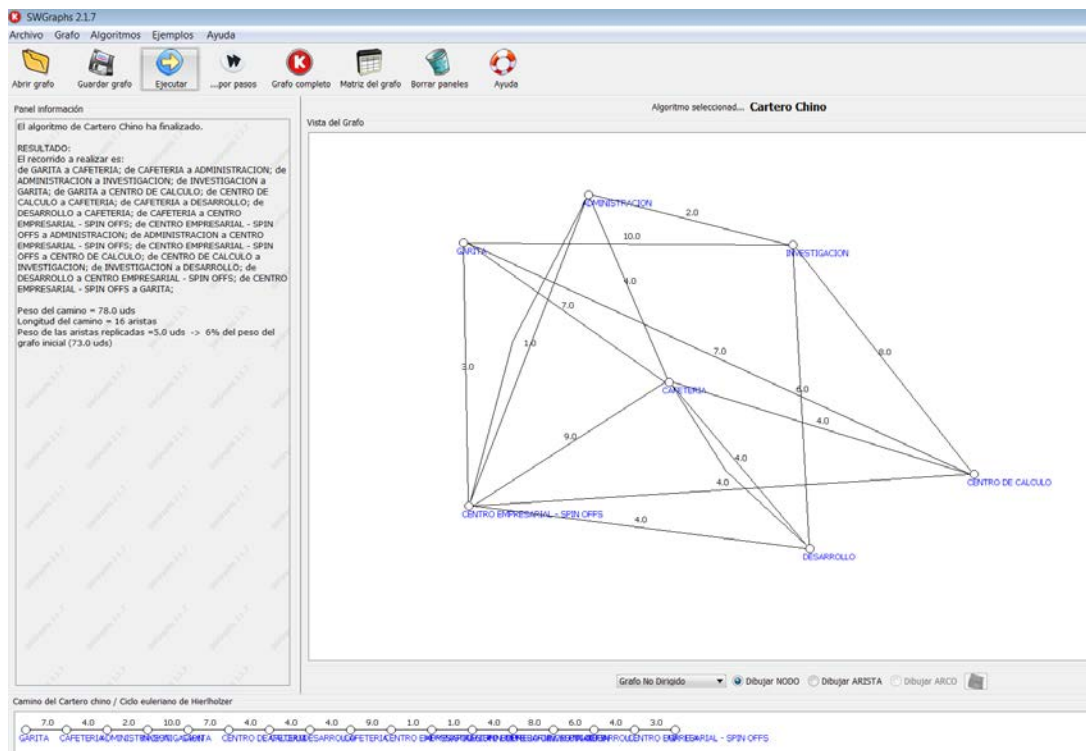 SWGraphs 2.1.7
Archivo Grafo Algoritmos Ejemplos Ayuda
Abrir grafo Guardar grafo Ejecutar ...por pasos Grafo completo Matriz del grafo Borrar paneles Ayuda
Panel información
El algoritmo de Cartero Chino ha finalizado.
RESULTADO:
El recorrido a realizar es:
de GARITA a CAFETERIA; de CAFETERIA a ADMINISTRACION; de
ADMINISTRACION a INVESTIGACION; de INVESTIGACION a
GARITA; de GARITA a CENTRO DE CALCULO; de CENTRO DE
CALCULO a CAFETERIA; de CAFETERIA a DESARROLLO; de
DESARROLLO a CAFETERIA; de CAFETERIA a CENTRO
EMPRESARIAL - SPIN OFFS; de CENTRO EMPRESARIAL - SPIN
OFFS a ADMINISTRACION; de ADMINISTRACION a CENTRO
EMPRESARIAL - SPIN OFFS; de CENTRO EMPRESARIAL - SPIN
OFFS a CENTRO DE CALCULO; de CENTRO DE CALCULO a
INVESTIGACION; de INVESTIGACION a DESARROLLO; de
DESARROLLO a CENTRO EMPRESARIAL - SPIN OFFS; de CENTRO
EMPRESARIAL - SPIN OFFS a GARITA;
Peso del camino = 78.0 uds
Longitud del camino = 16 aristas
Peso de las aristas replicadas =5.0 uds -> 6% del peso del
grafo inicial (73.0 uds)
Algoritmo seleccionad... Cartero Chino
Vista del Grafo
ADMINISTRACION
2.0
10.0
GARITA
INVESTIGACION
4.0
7.0
1.0
7.0
8.0
3.0
CAFETERIA
6.0
4.0
9.0
4.0
4.0
CENTRO DE CALCULO
CENTRO EMPRESARIAL - SPIN OFFS
4.0
DESARROLLO
Grafo No Dirigido Dibujar NODO Dibujar ARISTA Dibujar ARCO
Camino del Cartero chino / Ciclo euleriano de Hierlholzer
7.0 4.0 2.0 10.0 7.0 4.0 4.0 4.0 9.0 1.0 1.0 4.0 8.0 6.0 4.0 3.0
GARITA CAFETERIA - SPIN OFFS